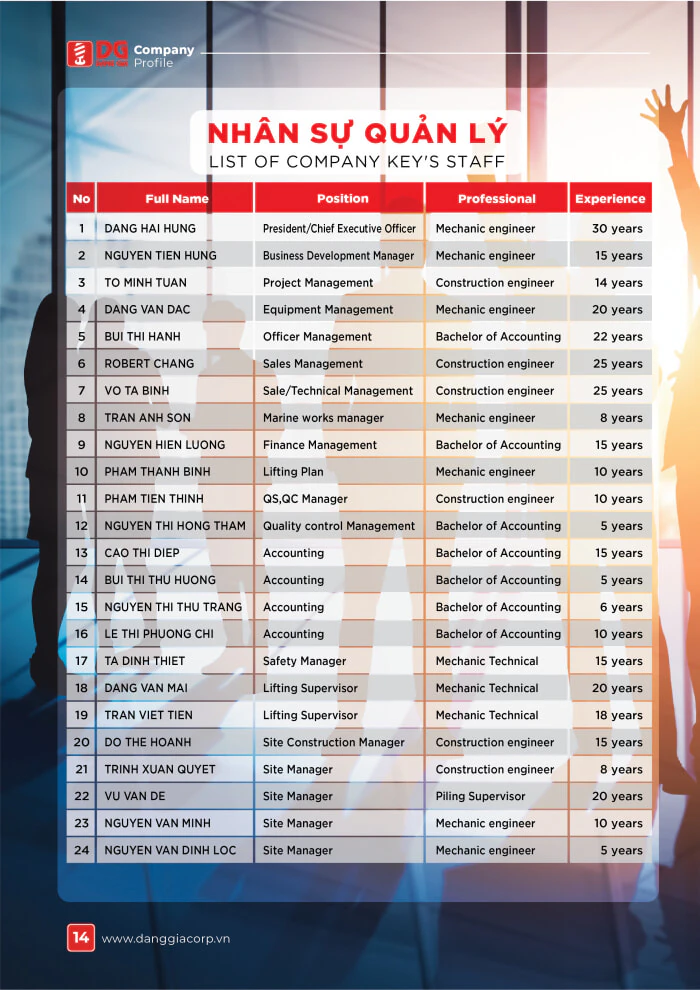 DG Company
Profile
NHÂN SỰ QUẢN LÝ
LIST OF COMPANY KEY'S STAFF
No Full Name Position Professional Experience
1 DANG HAI HUNG President/Chief Executive Officer Mechanic engineer 30 years
2 NGUYEN TIEN HUNG Business Development Manager Mechanic engineer 15 years
3 TO MINH TUAN Project Management Construction engineer 14 years
4 DANG VAN DAC Equipment Management Mechanic engineer 20 years
5 BUI THI HANH Officer Management Bachelor of Accounting 22 years
6 ROBERT CHANG Sales Management Construction engineer 25 years
7 VO TA BINH Sale/Technical Management Construction engineer 25 years
8 TRAN ANH SON Marine works manager Mechanic engineer 8 years
9 NGUYEN HIEN LUONG Finance Management Bachelor of Accounting 15 years
10 PHAM THANH BINH Lifting Plan Mechanic engineer 10 years
11 PHAM TIEN THINH QS,QC Manager Construction engineer 10 years
12 NGUYEN THI HONG THAM Quality control Management Bachelor of Accounting 5 years
13 CAO THI DIEP Accounting Bachelor of Accounting 15 years
14 BUI THI THU HUONG Accounting Bachelor of Accounting 5 years
15 NGUYEN THI THU TRANG Accounting Bachelor of Accounting 6 years
16 LE THI PHUONG CHI Accounting Bachelor of Accounting 10 years
17 TA DINH THIET Safety Manager Mechanic Technical 15 years
18 DANG VAN MAI Lifting Supervisor Mechanic Technical 20 years
19 TRAN VIET TIEN Lifting Supervisor Mechanic Technical 18 years
20 DO THE HOANH Site Construction Manager Construction engineer 15 years
21 TRINH XUAN QUYET Site Manager Construction engineer 8 years
22 VU VAN DE Site Manager Piling Supervisor 20 years
23 NGUYEN VAN MINH Site Manager Mechanic engineer 10 years
24 NGUYEN VAN DINH LOC Site Manager Mechanic engineer 5 years
14 www.danggiacorp.vn